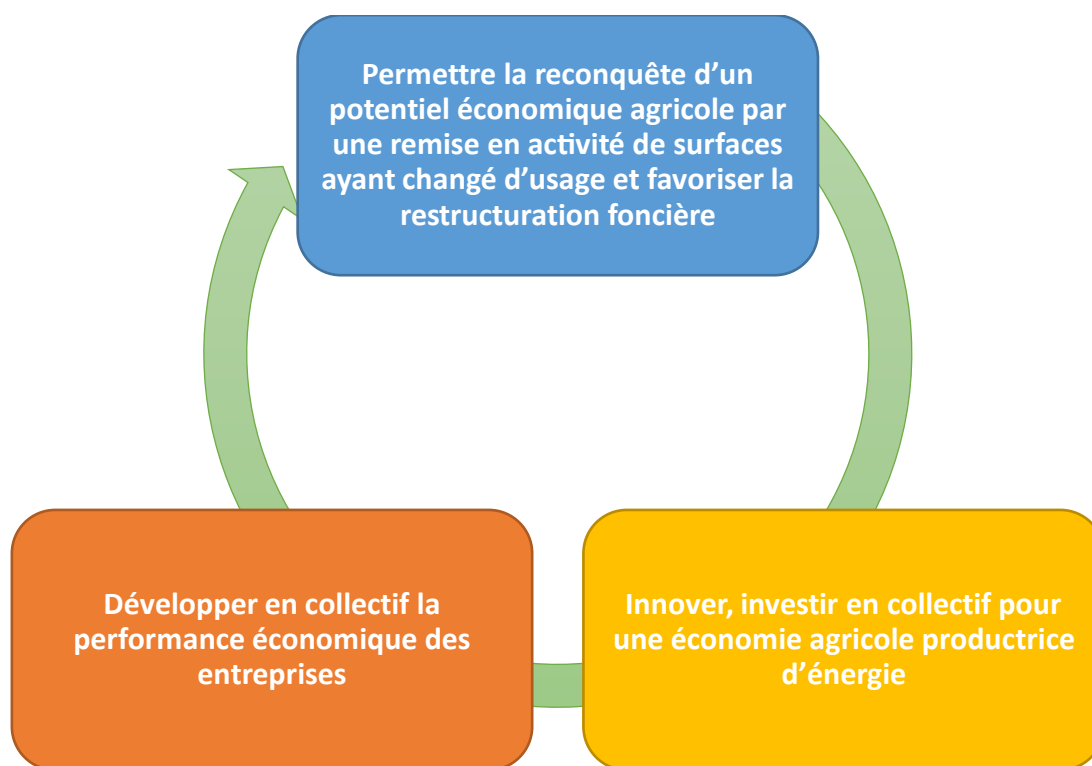 Permettre la reconquête d’un
potentiel économique agricole par
une remise en activité de surfaces
ayant changé d’usage et favoriser la
restructuration foncière
Développer en collectif la
performance économique des
entreprises
Innover, investir en collectif pour
une économie agricole productrice
d’énergie